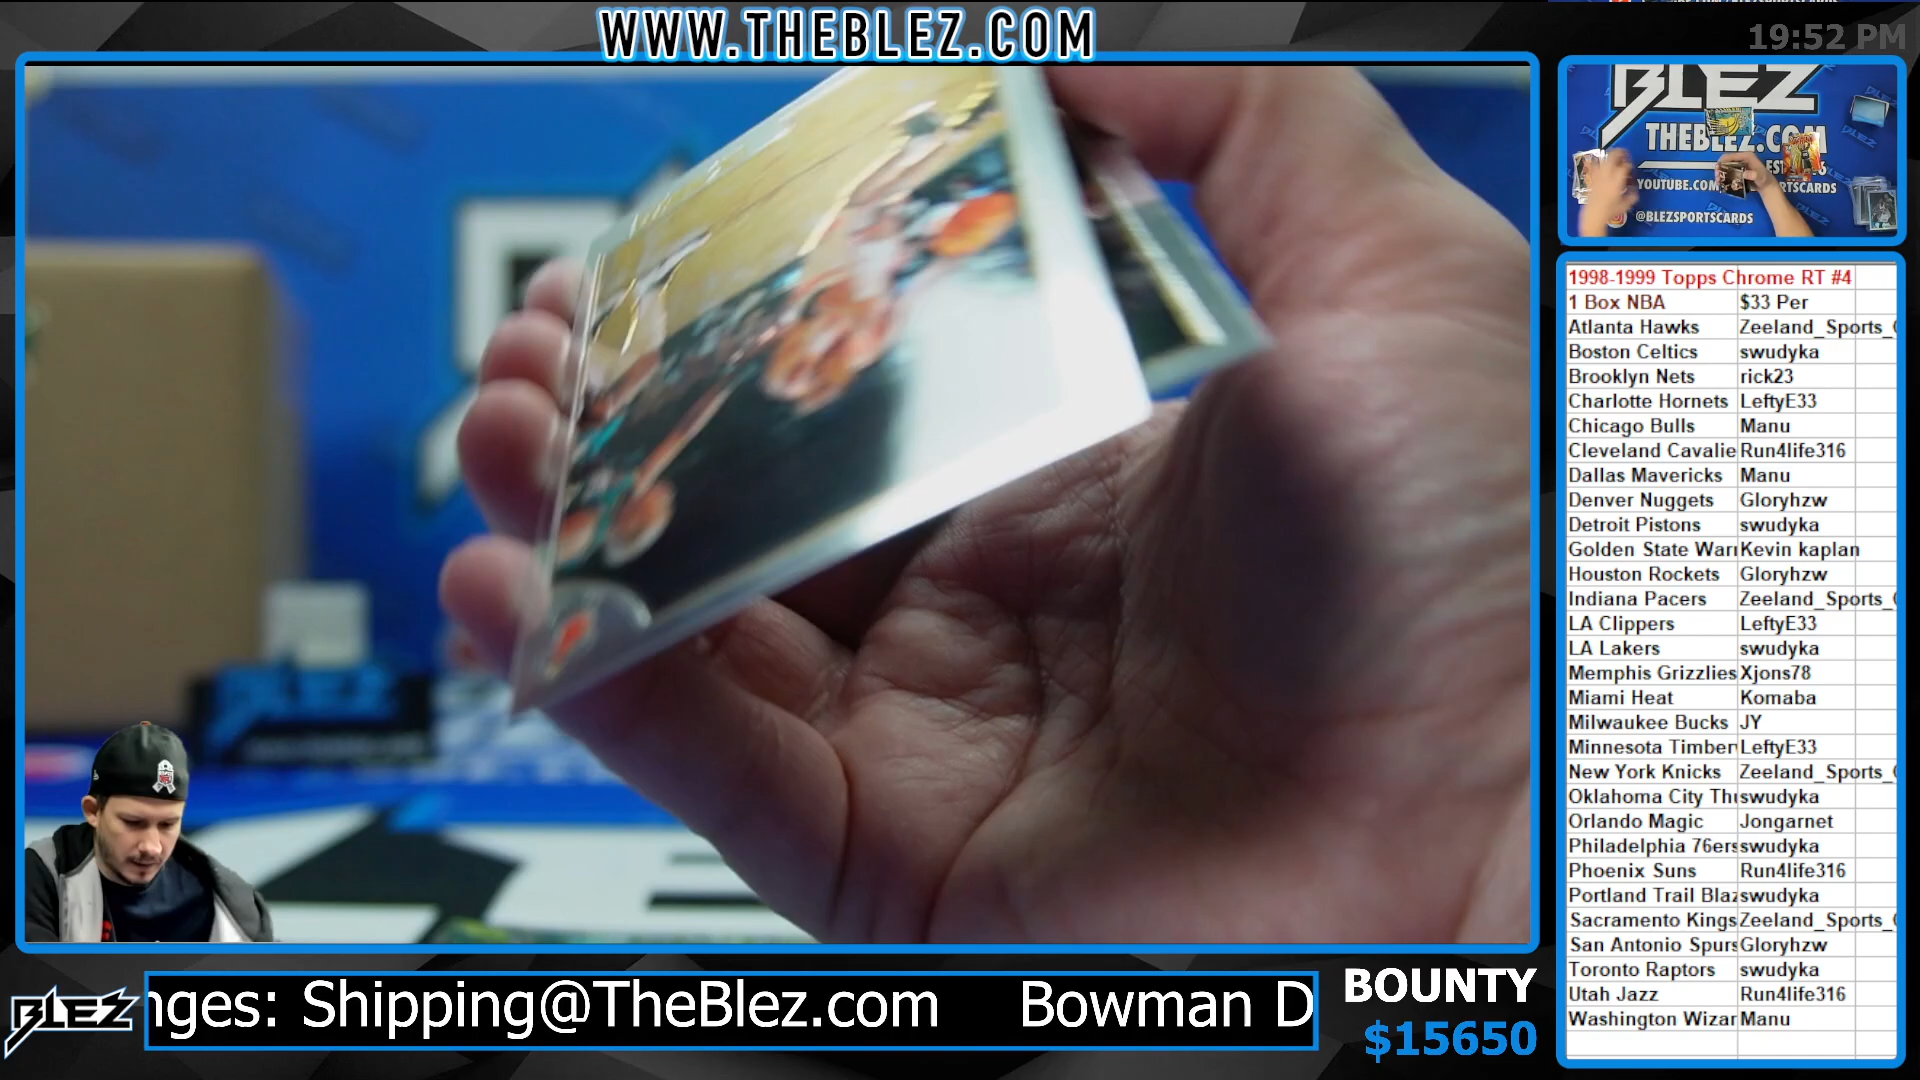 WWW.THEBLEZ.COM
19:52 PM
BLEZ
THEBLEZ.COM
YOUTUBE.COM
RTSCARDS
@BLEZSPORTSCARDS
1998-1999 Topps Chrome RT #4
1 Box NBA $33 Per
Atlanta Hawks Zeeland_Sports_
Boston Celtics swudyka
Brooklyn Nets rick23
Charlotte Hornets LeftyE33
Chicago Bulls Manu
Cleveland Cavalie Run4life316
Dallas Mavericks Manu
Denver Nuggets Gloryhzw
Detroit Pistons swudyka
Golden State Warr Kevin kaplan
Houston Rockets Gloryhzw
Indiana Pacers Zeeland_Sports_
LA Clippers LeftyE33
LA Lakers swudyka
Memphis Grizzlies Xjons78
Miami Heat Komaba
Milwaukee Bucks JY
Minnesota Timber LeftyE33
New York Knicks Zeeland_Sports_
Oklahoma City Thu swudyka
Orlando Magic Jongarnet
Philadelphia 76ers swudyka
Phoenix Suns Run4life316
Portland Trail Blaz swudyka
Sacramento Kings Zeeland_Sports_
San Antonio Spurs Gloryhzw
Toronto Raptors swudyka
Utah Jazz Run4life316
Washington Wizar Manu
BLEZ
nges: Shipping@TheBlez.com Bowman D
BOUNTY
$15650